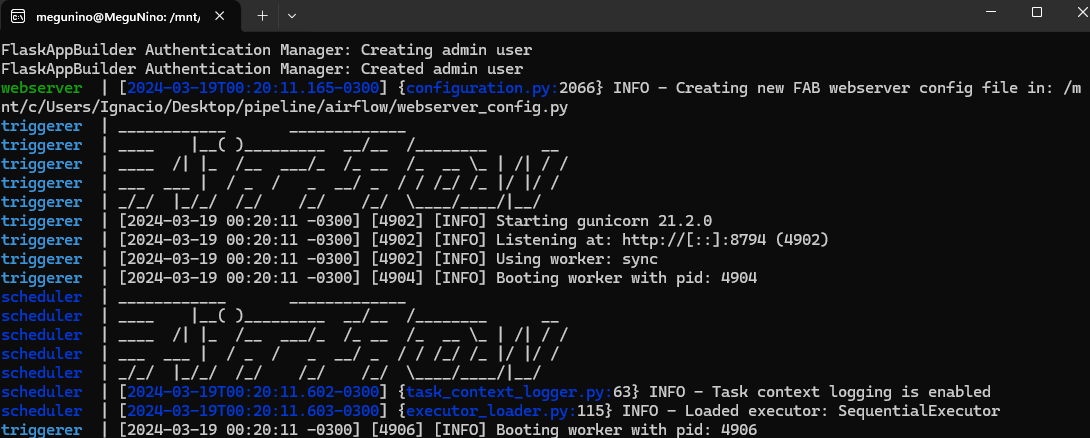 megunino@MeguNino: /mnt/
FlaskAppBuilder Authentication Manager: Creating admin user
FlaskAppBuilder Authentication Manager: Created admin user
webserver  | [2024-03-19T00:20:11.165-0300] {configuration.py:2066} INFO - Creating new FAB webserver config file in: /m
nt/c/Users/Ignacio/Desktop/pipeline/airflow/webserver_config.py
triggerer  |   ____________       _____________
triggerer  |  ____    |__( )_________  __/__  /________      __
triggerer  | ____  /| |_  /__  ___/_  /_ __  /_  __ \_ | /| / /
triggerer  | ___  ___ |  / _  /   _  __/ _  / / /_/ /_ |/ |/ /
triggerer  |  _/_/  |_/_/  /_/    /_/    /_/  \____/____/|__/
triggerer  | [2024-03-19 00:20:11 -0300] [4902] [INFO] Starting gunicorn 21.2.0
triggerer  | [2024-03-19 00:20:11 -0300] [4902] [INFO] Listening at: http://[::]:8794 (4902)
triggerer  | [2024-03-19 00:20:11 -0300] [4902] [INFO] Using worker: sync
triggerer  | [2024-03-19 00:20:11 -0300] [4904] [INFO] Booting worker with pid: 4904
scheduler  |   ____________       _____________
scheduler  |  ____    |__( )_________  __/__  /________      __
scheduler  | ____  /| |_  /__  ___/_  /_ __  /_  __ \_ | /| / /
scheduler  | ___  ___ |  / _  /   _  __/ _  / / /_/ /_ |/ |/ /
scheduler  |  _/_/  |_/_/  /_/    /_/    /_/  \____/____/|__/
scheduler  | [2024-03-19T00:20:11.602-0300] {task_context_logger.py:63} INFO - Task context logging is enabled
scheduler  | [2024-03-19T00:20:11.603-0300] {executor_loader.py:115} INFO - Loaded executor: SequentialExecutor
triggerer  | [2024-03-19 00:20:11 -0300] [4906] [INFO] Booting worker with pid: 4906